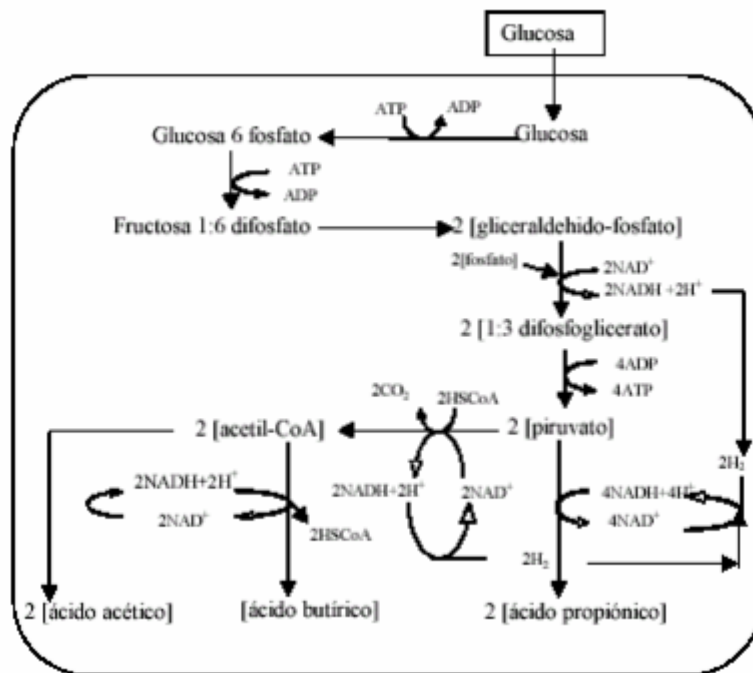 Glucosa
ATP
ADP
Glucosa 6 fosfato
Glucosa
ATP
ADP
Fructosa 1:6 difosfato
2 [gliceraldehido-fosfato]
2[fosfato]
2NAD⁺
2NADH +2H⁺
2 [1:3 difosfoglicerato]
4ADP
4ATP
2CO₂
2HSCoA
2 [acetil-CoA]
2 [piruvato]
2H₂
2NADH+2H⁺
2NAD⁺
2HSCoA
2NADH+2H⁺
2NAD⁺
4NADH+4H⁺
4NAD⁺
2H₂
2 [ácido acético]
[ácido butírico]
2 [ácido propiónico]